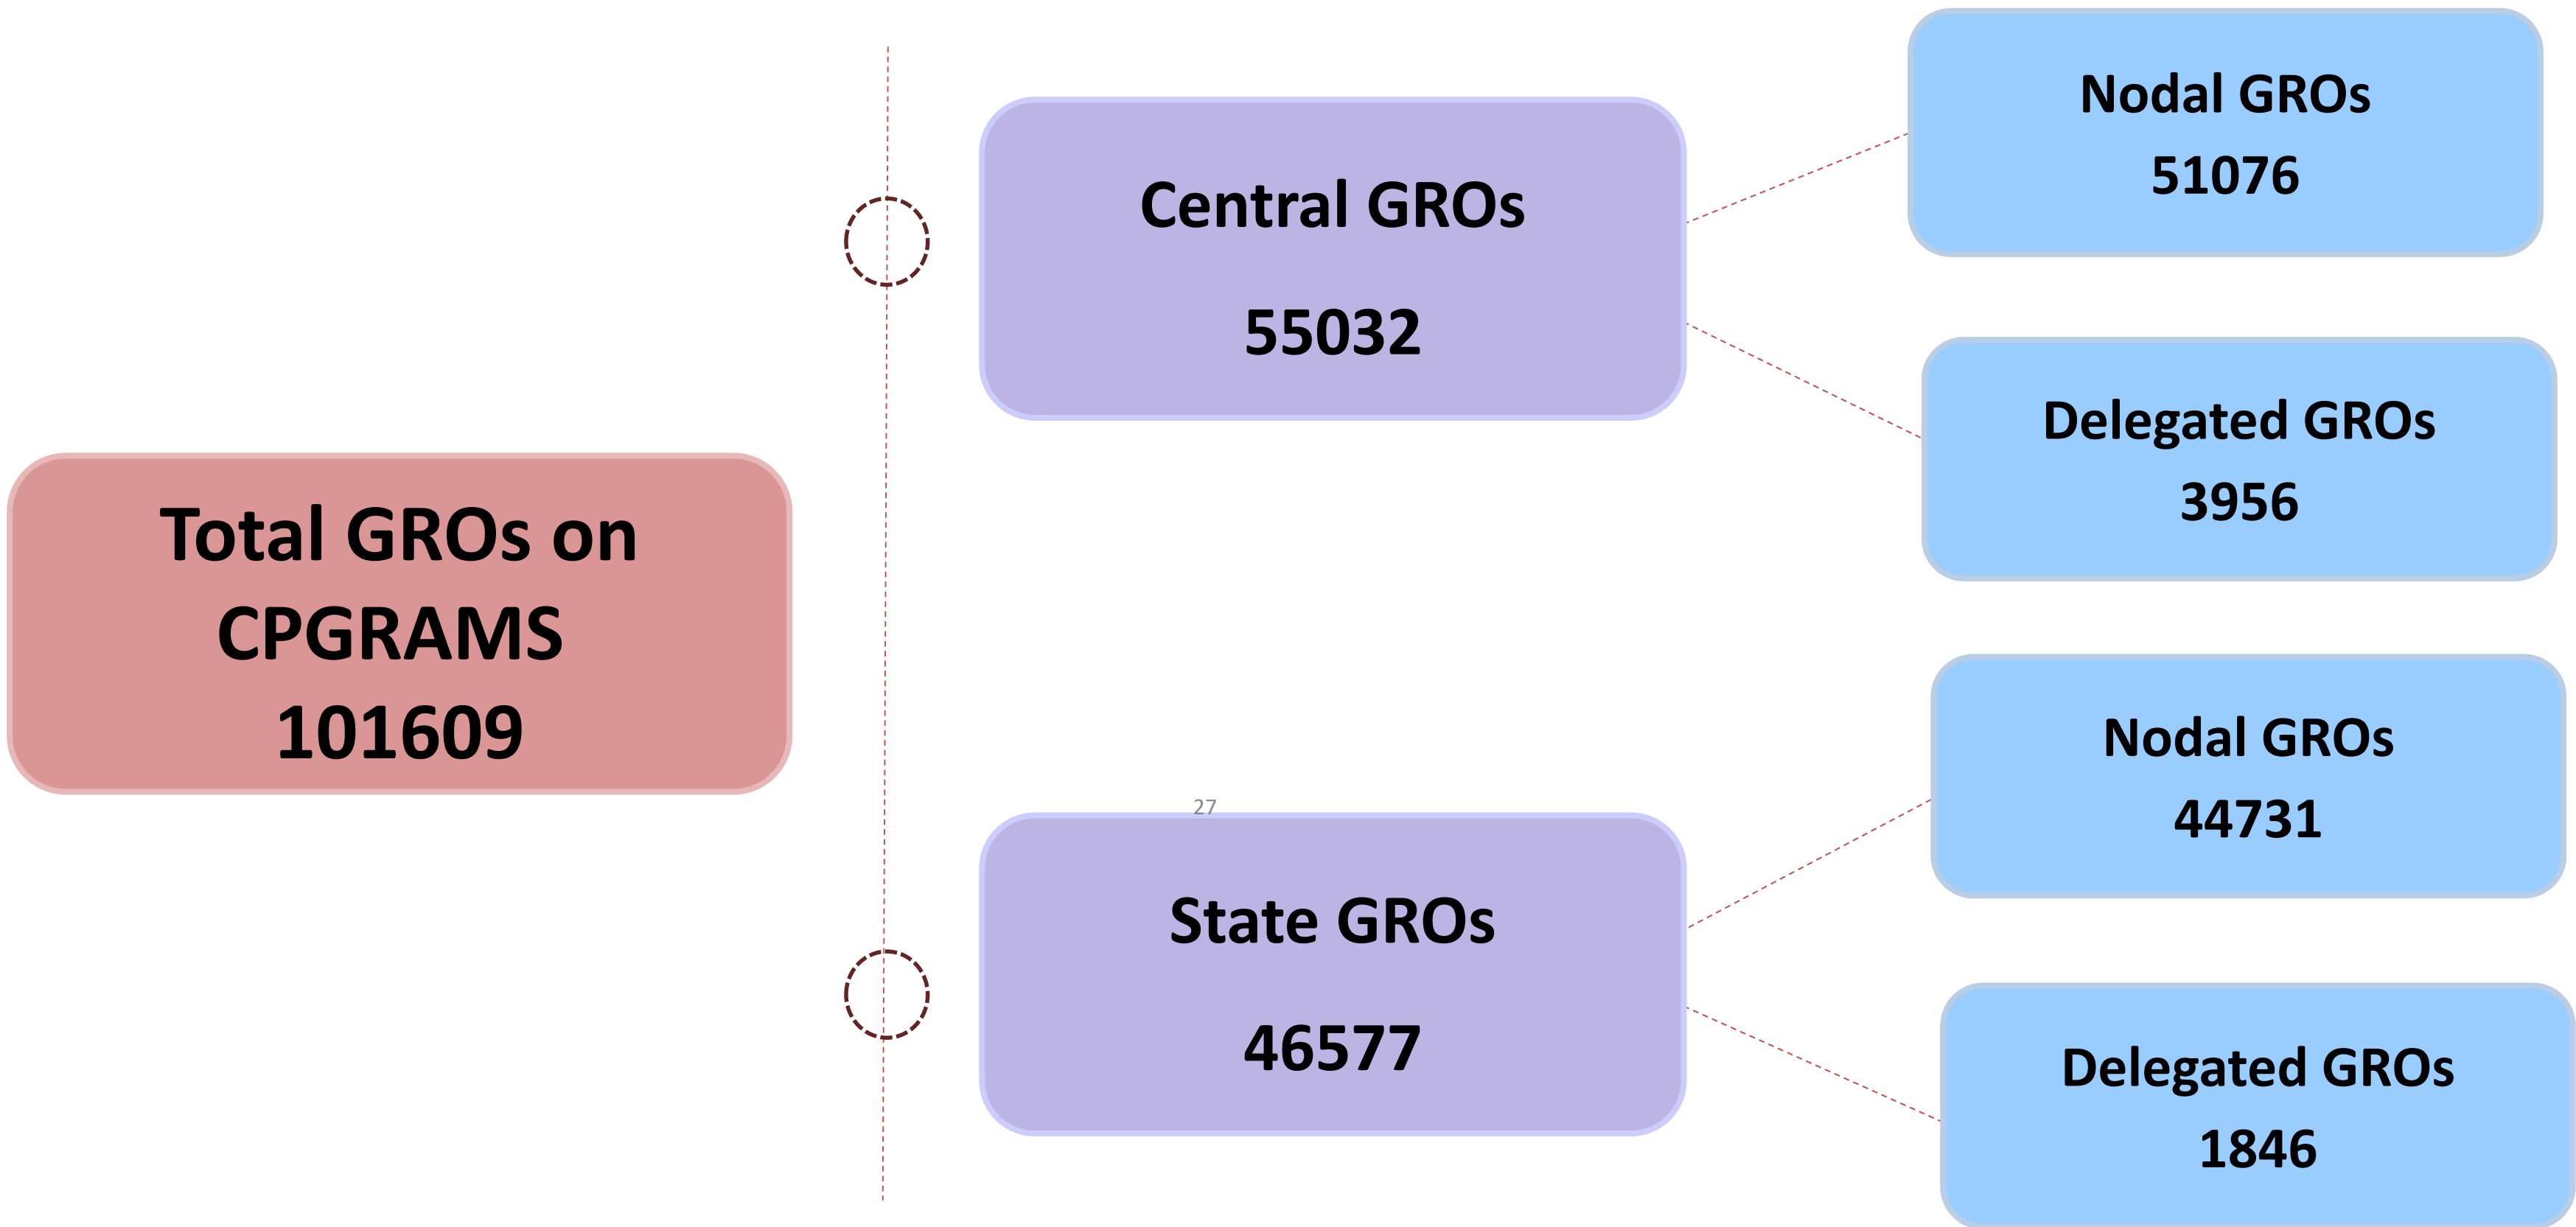 Total GROs on
CPGRAMS
101609
Central GROs
55032
Nodal GROs
51076
Delegated GROs
3956
27
State GROs
46577
Nodal GROs
44731
Delegated GROs
1846